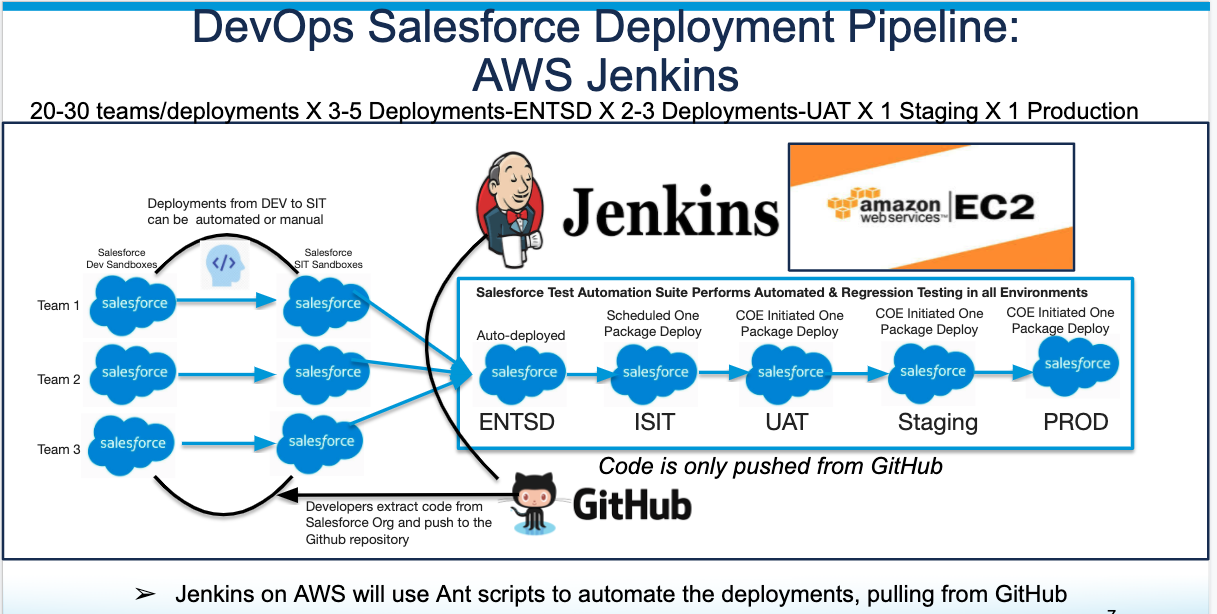 DevOps Salesforce Deployment Pipeline:
AWS Jenkins
20-30 teams/deployments X 3-5 Deployments-ENTSD X 2-3 Deployments-UAT X 1 Staging X 1 Production
Deployments from DEV to SIT
can be automated or manual
Salesforce
Dev Sandboxes
</>
Salesforce
SIT Sandboxes
Jenkins
amazon
web services™
EC2
Team 1
salesforce
salesforce
Team 2
salesforce
salesforce
Team 3
salesforce
salesforce
Salesforce Test Automation Suite Performs Automated & Regression Testing in all Environments
Auto-deployed
Scheduled One
Package Deploy
COE Initiated One
Package Deploy
COE Initiated One
Package Deploy
COE Initiated One
Package Deploy
salesforce
salesforce
salesforce
salesforce
salesforce
ENTSD
ISIT
UAT
Staging
PROD
Code is only pushed from GitHub
GitHub
Developers extract code from
Salesforce Org and push to the
Github repository
➢ Jenkins on AWS will use Ant scripts to automate the deployments, pulling from GitHub